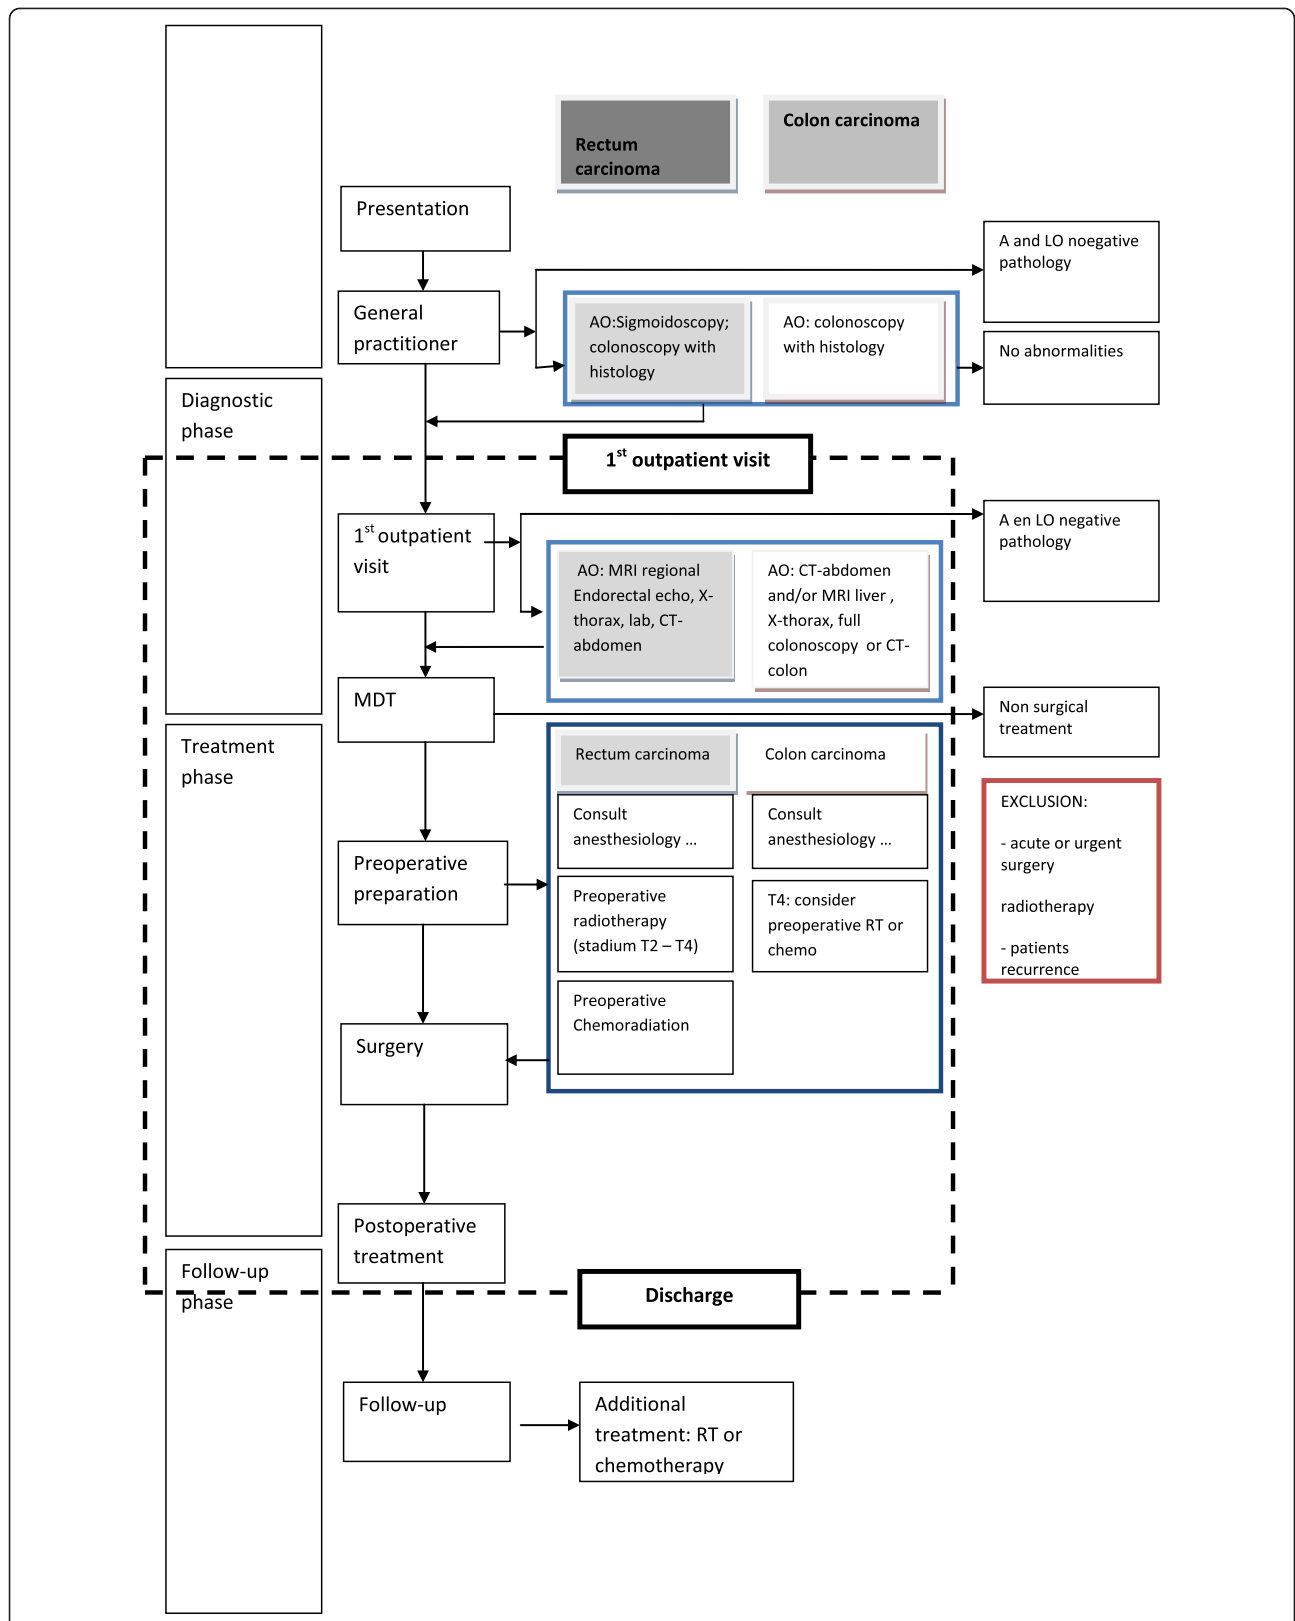 Rectum
carcinoma
Colon carcinoma
Presentation
A and LO noegative
pathology
General
practitioner
AO:Sigmoidoscopy;
colonoscopy with
histology
AO: colonoscopy
with histology
No abnormalities
Diagnostic
phase
1st outpatient visit
1st outpatient
visit
A en LO negative
pathology
AO: MRI regional
Endorectal echo, X-
thorax, lab, CT-
abdomen
AO: CT-abdomen
and/or MRI liver ,
X-thorax, full
colonoscopy or CT-
colon
MDT
Non surgical
treatment
Treatment
phase
Rectum carcinoma
Colon carcinoma
EXCLUSION:
- acute or urgent
surgery
radiotherapy
- patients
recurrence
Consult
anesthesiology ...
Consult
anesthesiology ...
Preoperative
preparation
Preoperative
radiotherapy
(stadium T2 – T4)
T4: consider
preoperative RT or
chemo
Preoperative
Chemoradiation
Surgery
Postoperative
treatment
Follow-up
phase
Discharge
Follow-up
Additional
treatment: RT or
chemotherapy